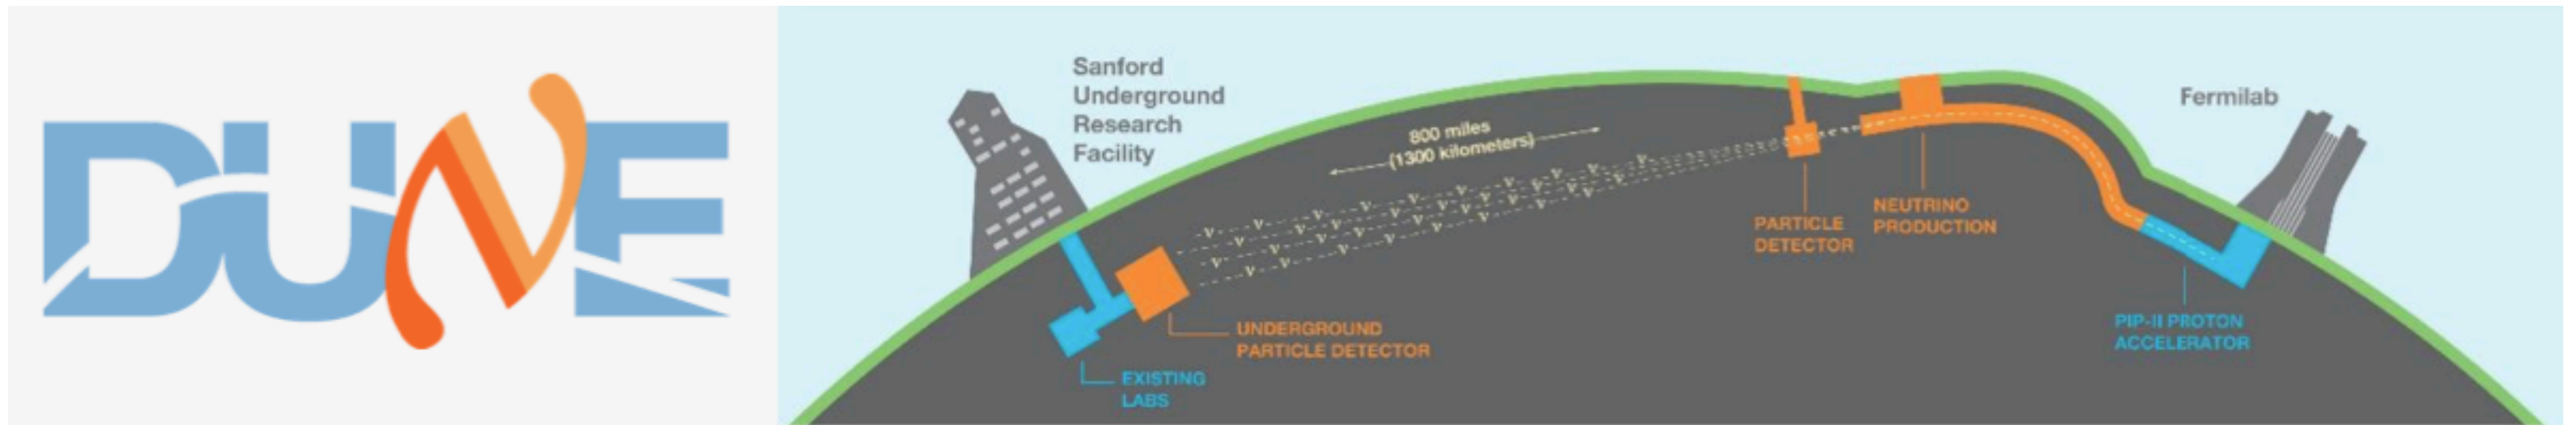 DUNE
Sanford
Underground
Research
Facility
800 miles
(1300 kilometers)
Fermilab
PARTICLE
DETECTOR
NEUTRINO
PRODUCTION
UNDERGROUND
PARTICLE DETECTOR
EXISTING
LABS
PIP-II PROTON
ACCELERATOR
ν ν ν ν ν ν ν ν ν